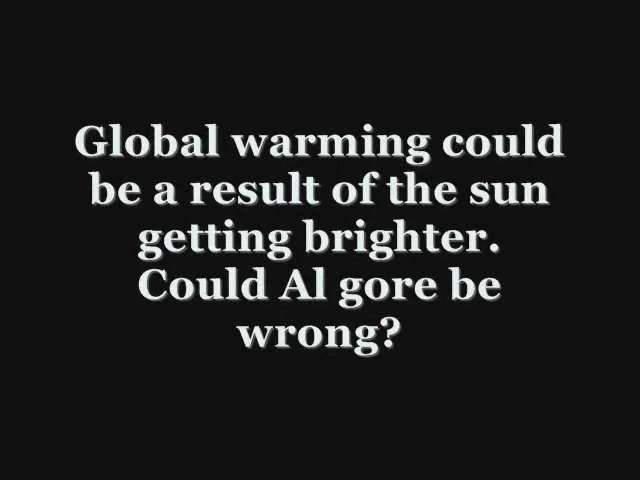 Global warming could
be a result of the sun
getting brighter.
Could Al gore be
wrong?